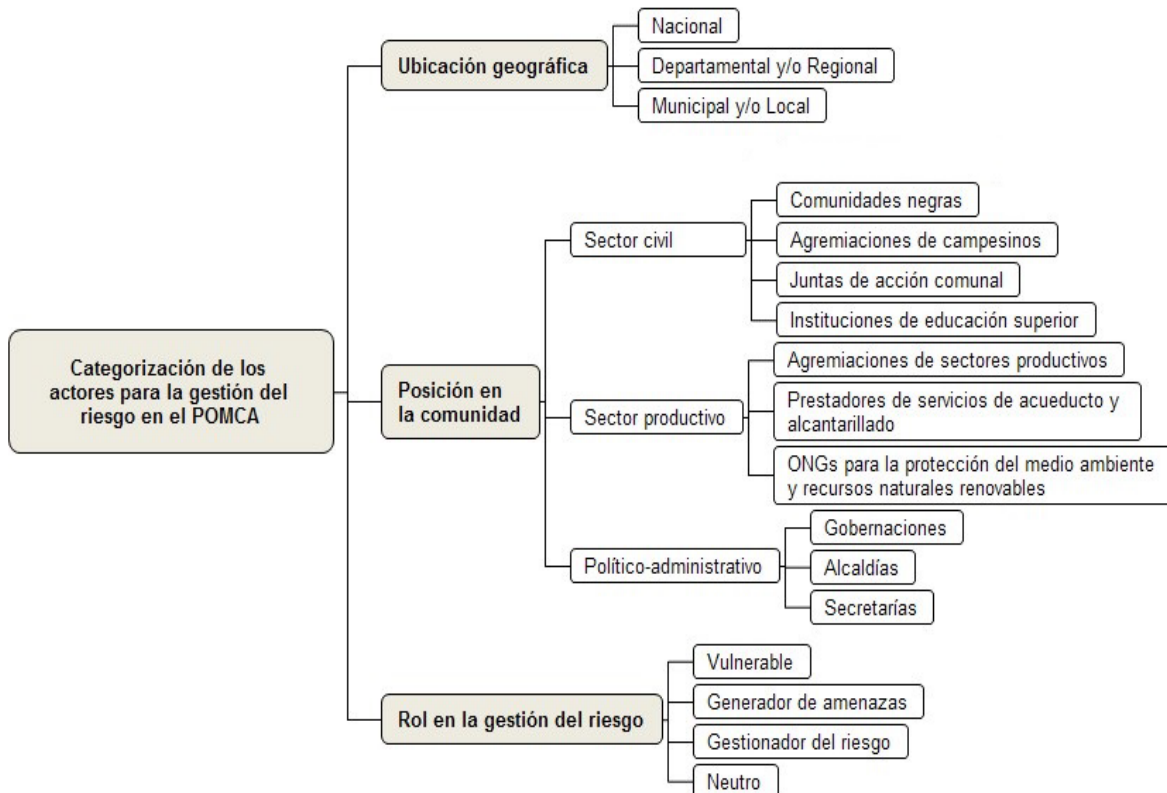 Categorización de los
actores para la gestión del
riesgo en el POMCA
Ubicación geográfica
Nacional
Departamental y/o Regional
Municipal y/o Local
Posición en
la comunidad
Sector civil
Comunidades negras
Agremiaciones de campesinos
Juntas de acción comunal
Instituciones de educación superior
Sector productivo
Agremiaciones de sectores productivos
Prestadores de servicios de acueducto y
alcantarillado
ONGs para la protección del medio ambiente
y recursos naturales renovables
Político-administrativo
Gobernaciones
Alcaldías
Secretarías
Rol en la gestión del riesgo
Vulnerable
Generador de amenazas
Gestionador del riesgo
Neutro